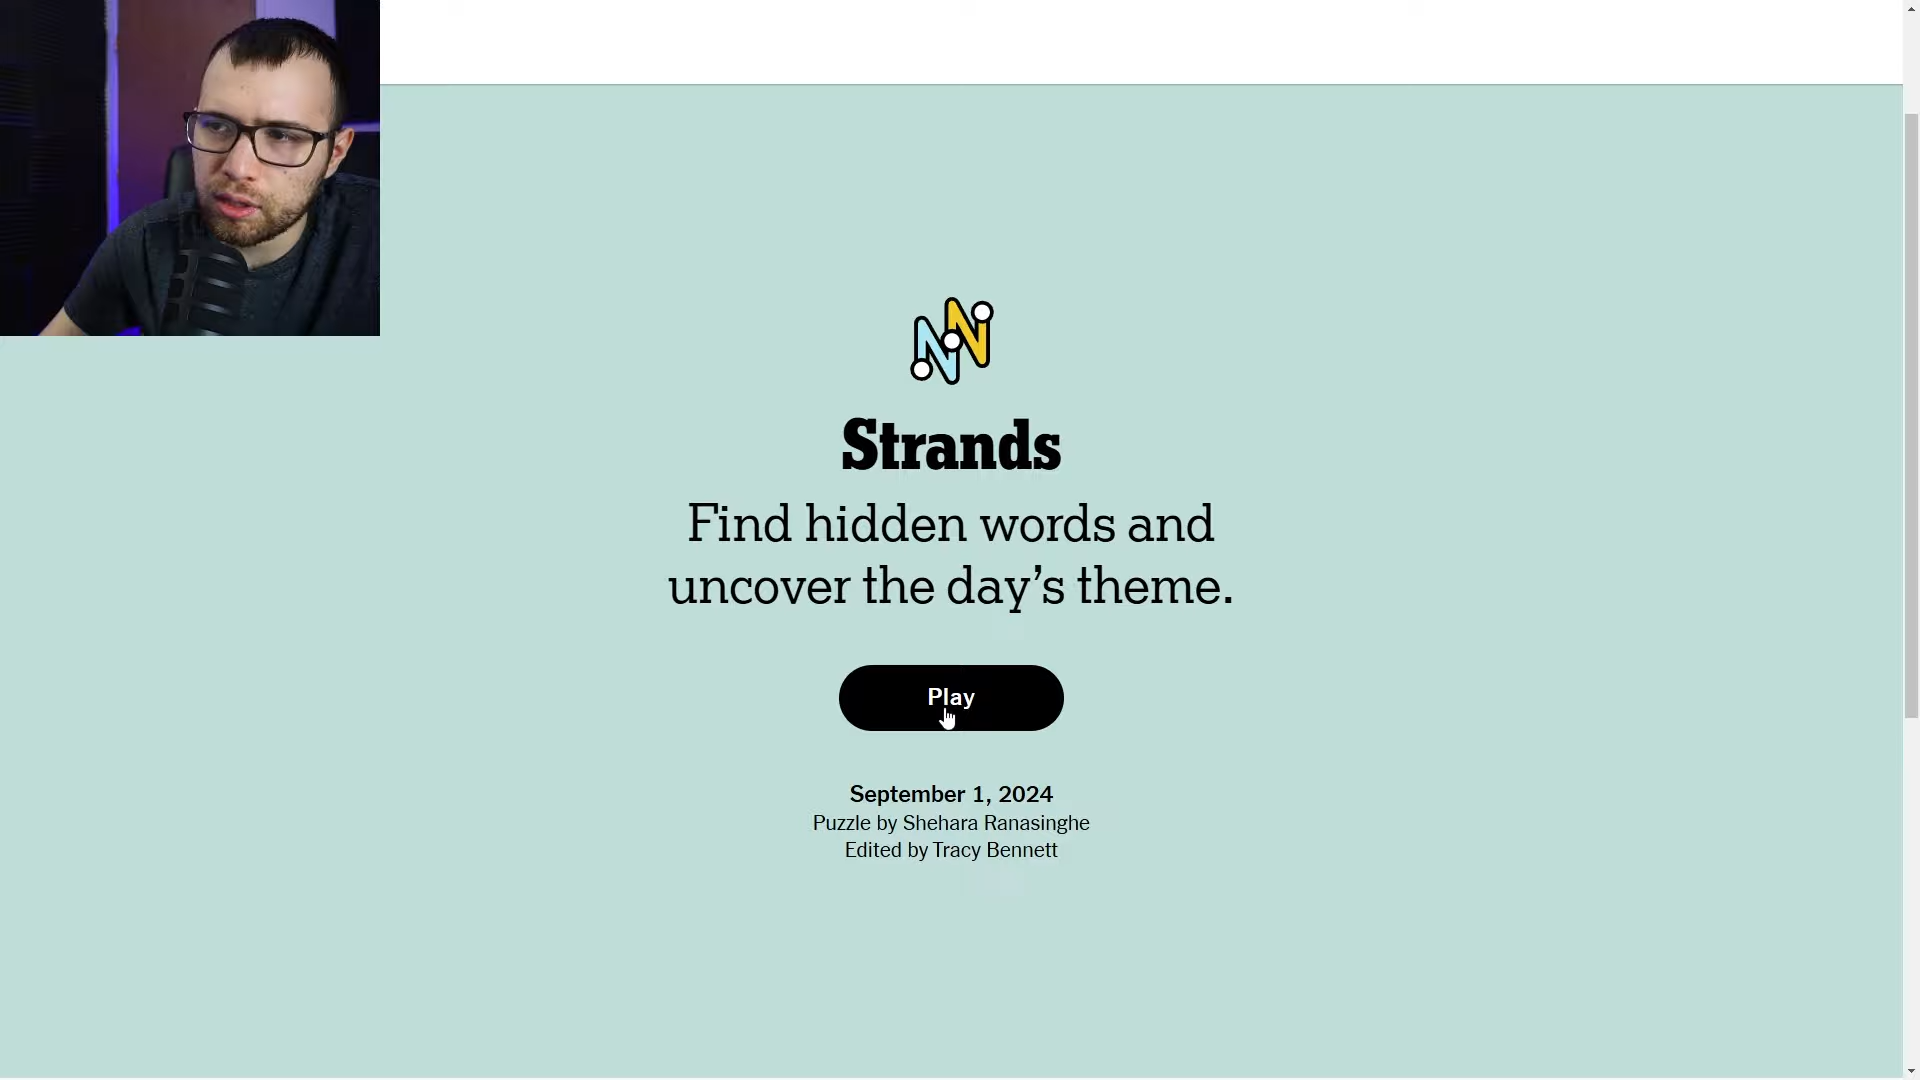 Strands
Find hidden words and
uncover the day’s theme.
Play
September 1, 2024
Puzzle by Shehara Ranasinghe
Edited by Tracy Bennett